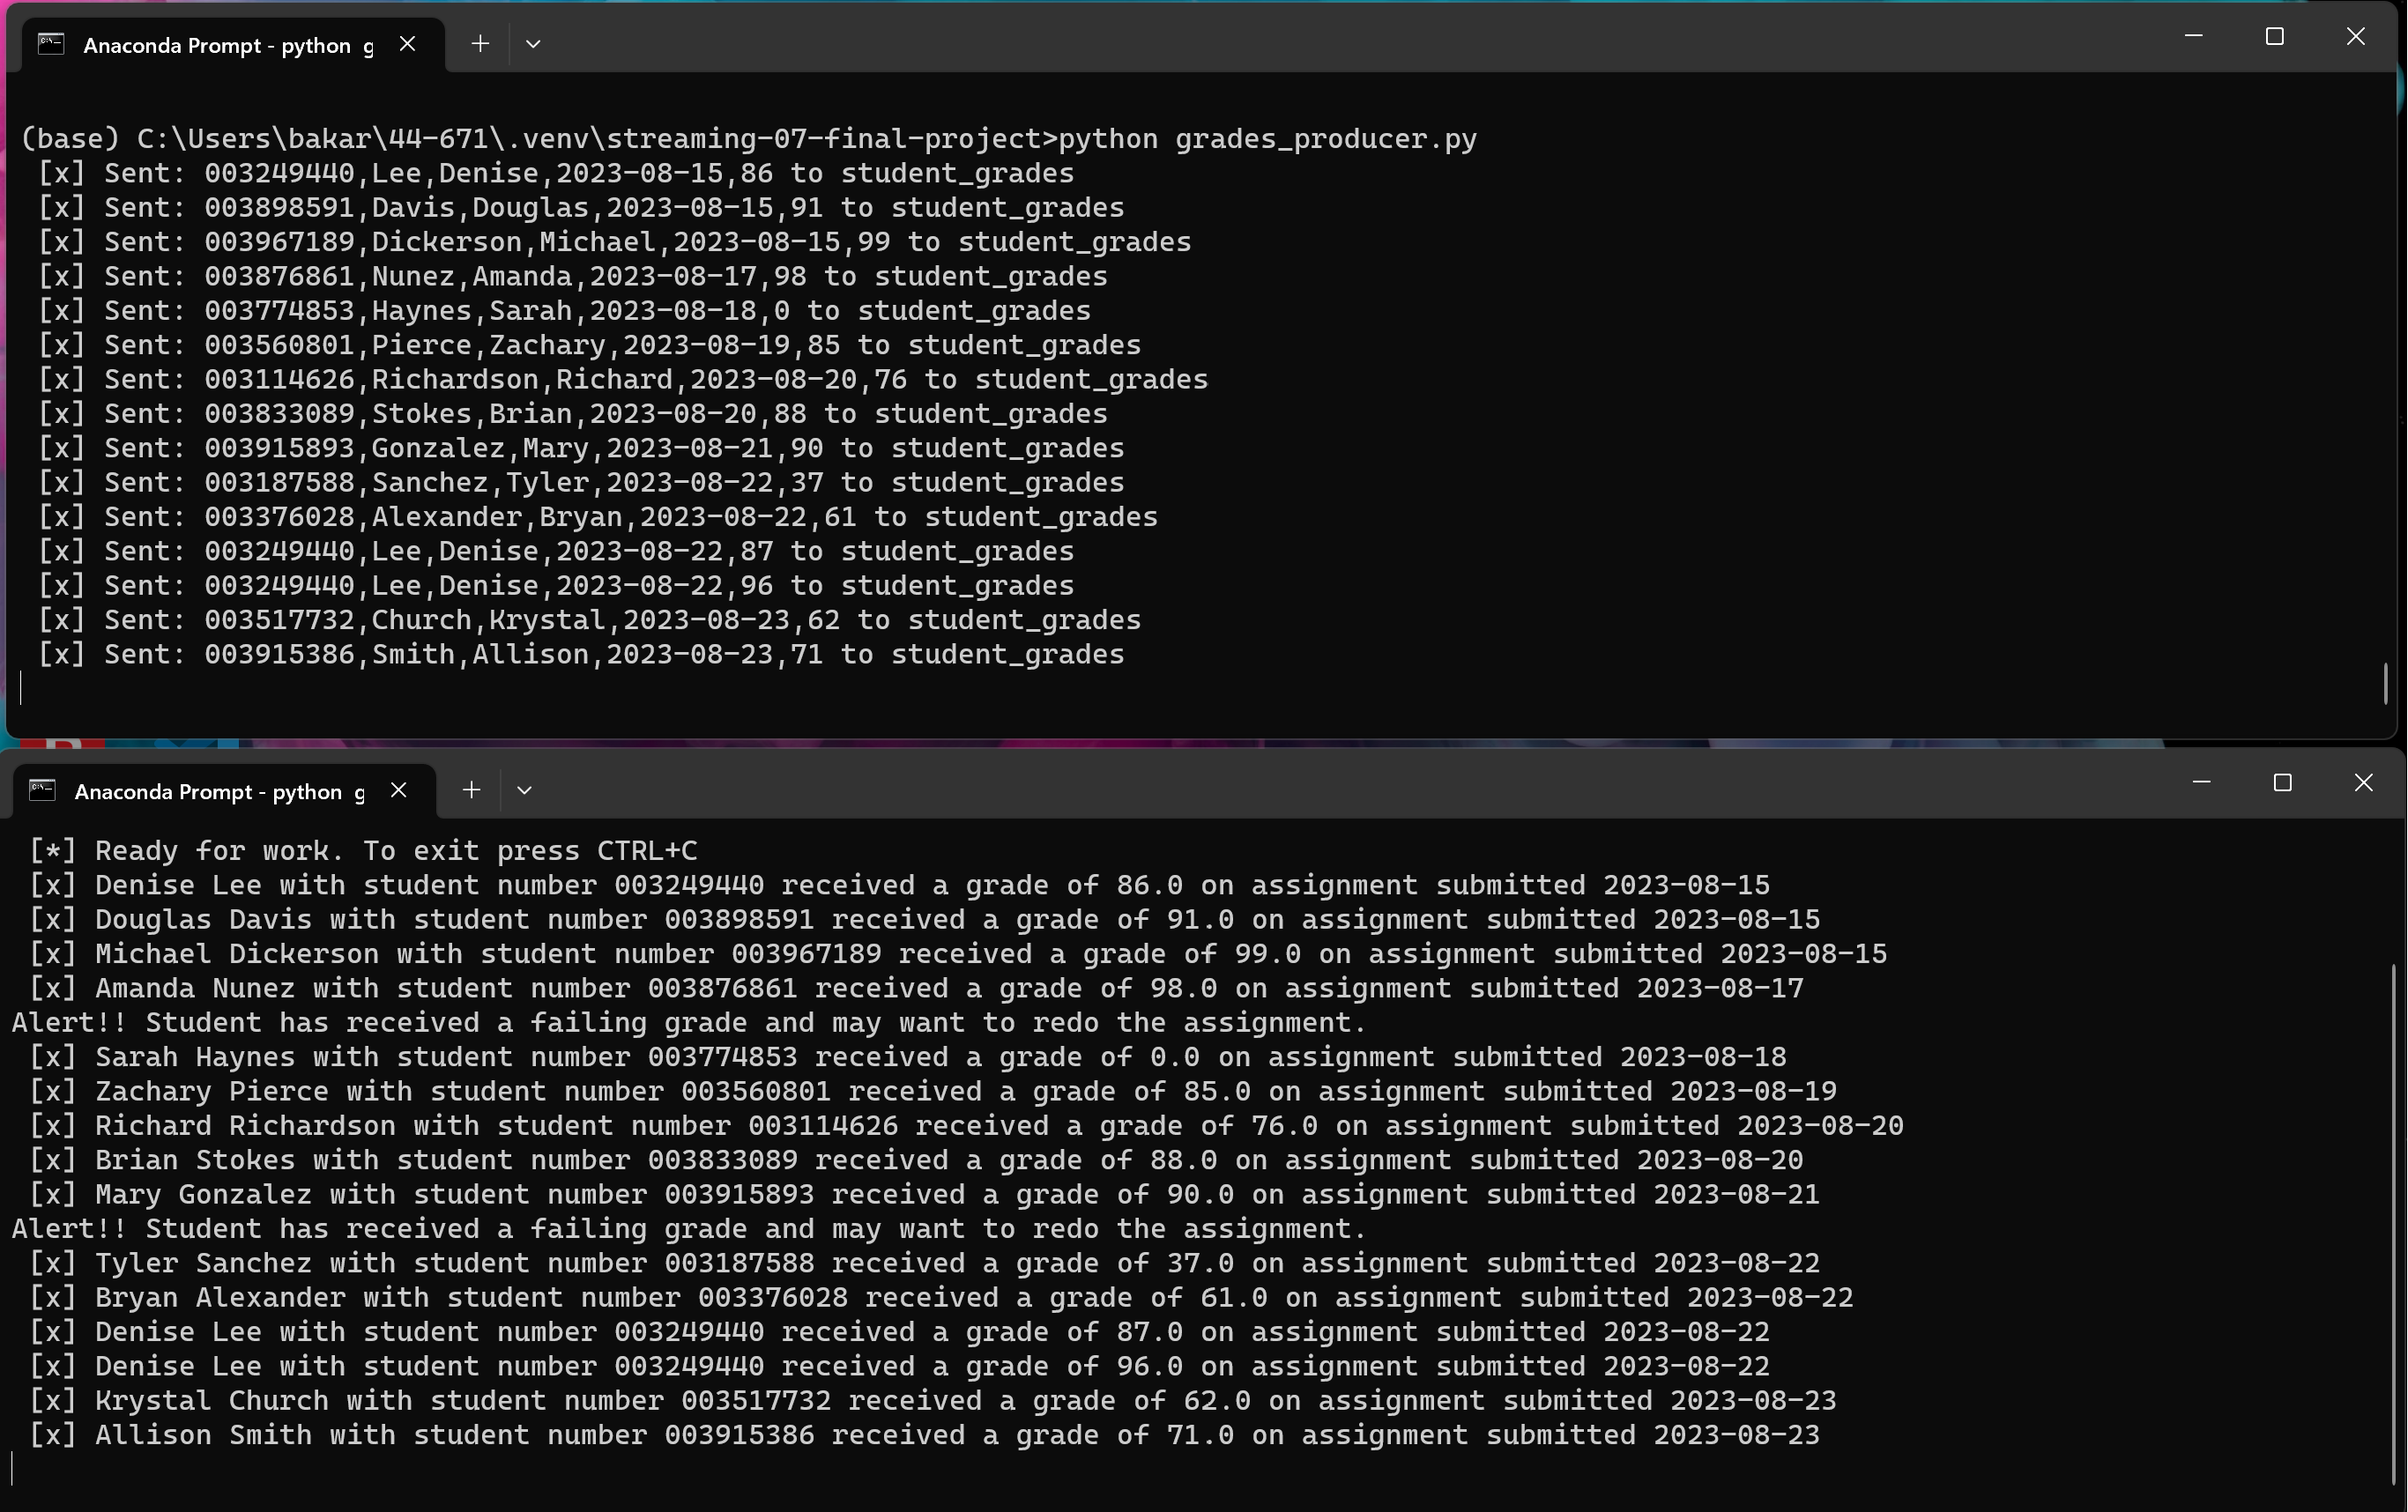 Anaconda Prompt - python g
(base) C:\Users\bakar\44-671\.venv\streaming-07-final-project>python grades_producer.py
[x] Sent: 003249440,Lee,Denise,2023-08-15,86 to student_grades
[x] Sent: 003898591,Davis,Douglas,2023-08-15,91 to student_grades
[x] Sent: 003967189,Dickerson,Michael,2023-08-15,99 to student_grades
[x] Sent: 003876861,Nunez,Amanda,2023-08-17,98 to student_grades
[x] Sent: 003774853,Haynes,Sarah,2023-08-18,0 to student_grades
[x] Sent: 003560801,Pierce,Zachary,2023-08-19,85 to student_grades
[x] Sent: 003114626,Richardson,Richard,2023-08-20,76 to student_grades
[x] Sent: 003833089,Stokes,Brian,2023-08-20,88 to student_grades
[x] Sent: 003915893,Gonzalez,Mary,2023-08-21,90 to student_grades
[x] Sent: 003187588,Sanchez,Tyler,2023-08-22,37 to student_grades
[x] Sent: 003376028,Alexander,Bryan,2023-08-22,61 to student_grades
[x] Sent: 003249440,Lee,Denise,2023-08-22,87 to student_grades
[x] Sent: 003249440,Lee,Denise,2023-08-22,96 to student_grades
[x] Sent: 003517732,Church,Krystal,2023-08-23,62 to student_grades
[x] Sent: 003915386,Smith,Allison,2023-08-23,71 to student_grades
Anaconda Prompt - python g
[*] Ready for work. To exit press CTRL+C
[x] Denise Lee with student number 003249440 received a grade of 86.0 on assignment submitted 2023-08-15
[x] Douglas Davis with student number 003898591 received a grade of 91.0 on assignment submitted 2023-08-15
[x] Michael Dickerson with student number 003967189 received a grade of 99.0 on assignment submitted 2023-08-15
[x] Amanda Nunez with student number 003876861 received a grade of 98.0 on assignment submitted 2023-08-17
Alert!! Student has received a failing grade and may want to redo the assignment.
[x] Sarah Haynes with student number 003774853 received a grade of 0.0 on assignment submitted 2023-08-18
[x] Zachary Pierce with student number 003560801 received a grade of 85.0 on assignment submitted 2023-08-19
[x] Richard Richardson with student number 003114626 received a grade of 76.0 on assignment submitted 2023-08-20
[x] Brian Stokes with student number 003833089 received a grade of 88.0 on assignment submitted 2023-08-20
[x] Mary Gonzalez with student number 003915893 received a grade of 90.0 on assignment submitted 2023-08-21
Alert!! Student has received a failing grade and may want to redo the assignment.
[x] Tyler Sanchez with student number 003187588 received a grade of 37.0 on assignment submitted 2023-08-22
[x] Bryan Alexander with student number 003376028 received a grade of 61.0 on assignment submitted 2023-08-22
[x] Denise Lee with student number 003249440 received a grade of 87.0 on assignment submitted 2023-08-22
[x] Denise Lee with student number 003249440 received a grade of 96.0 on assignment submitted 2023-08-22
[x] Krystal Church with student number 003517732 received a grade of 62.0 on assignment submitted 2023-08-23
[x] Allison Smith with student number 003915386 received a grade of 71.0 on assignment submitted 2023-08-23